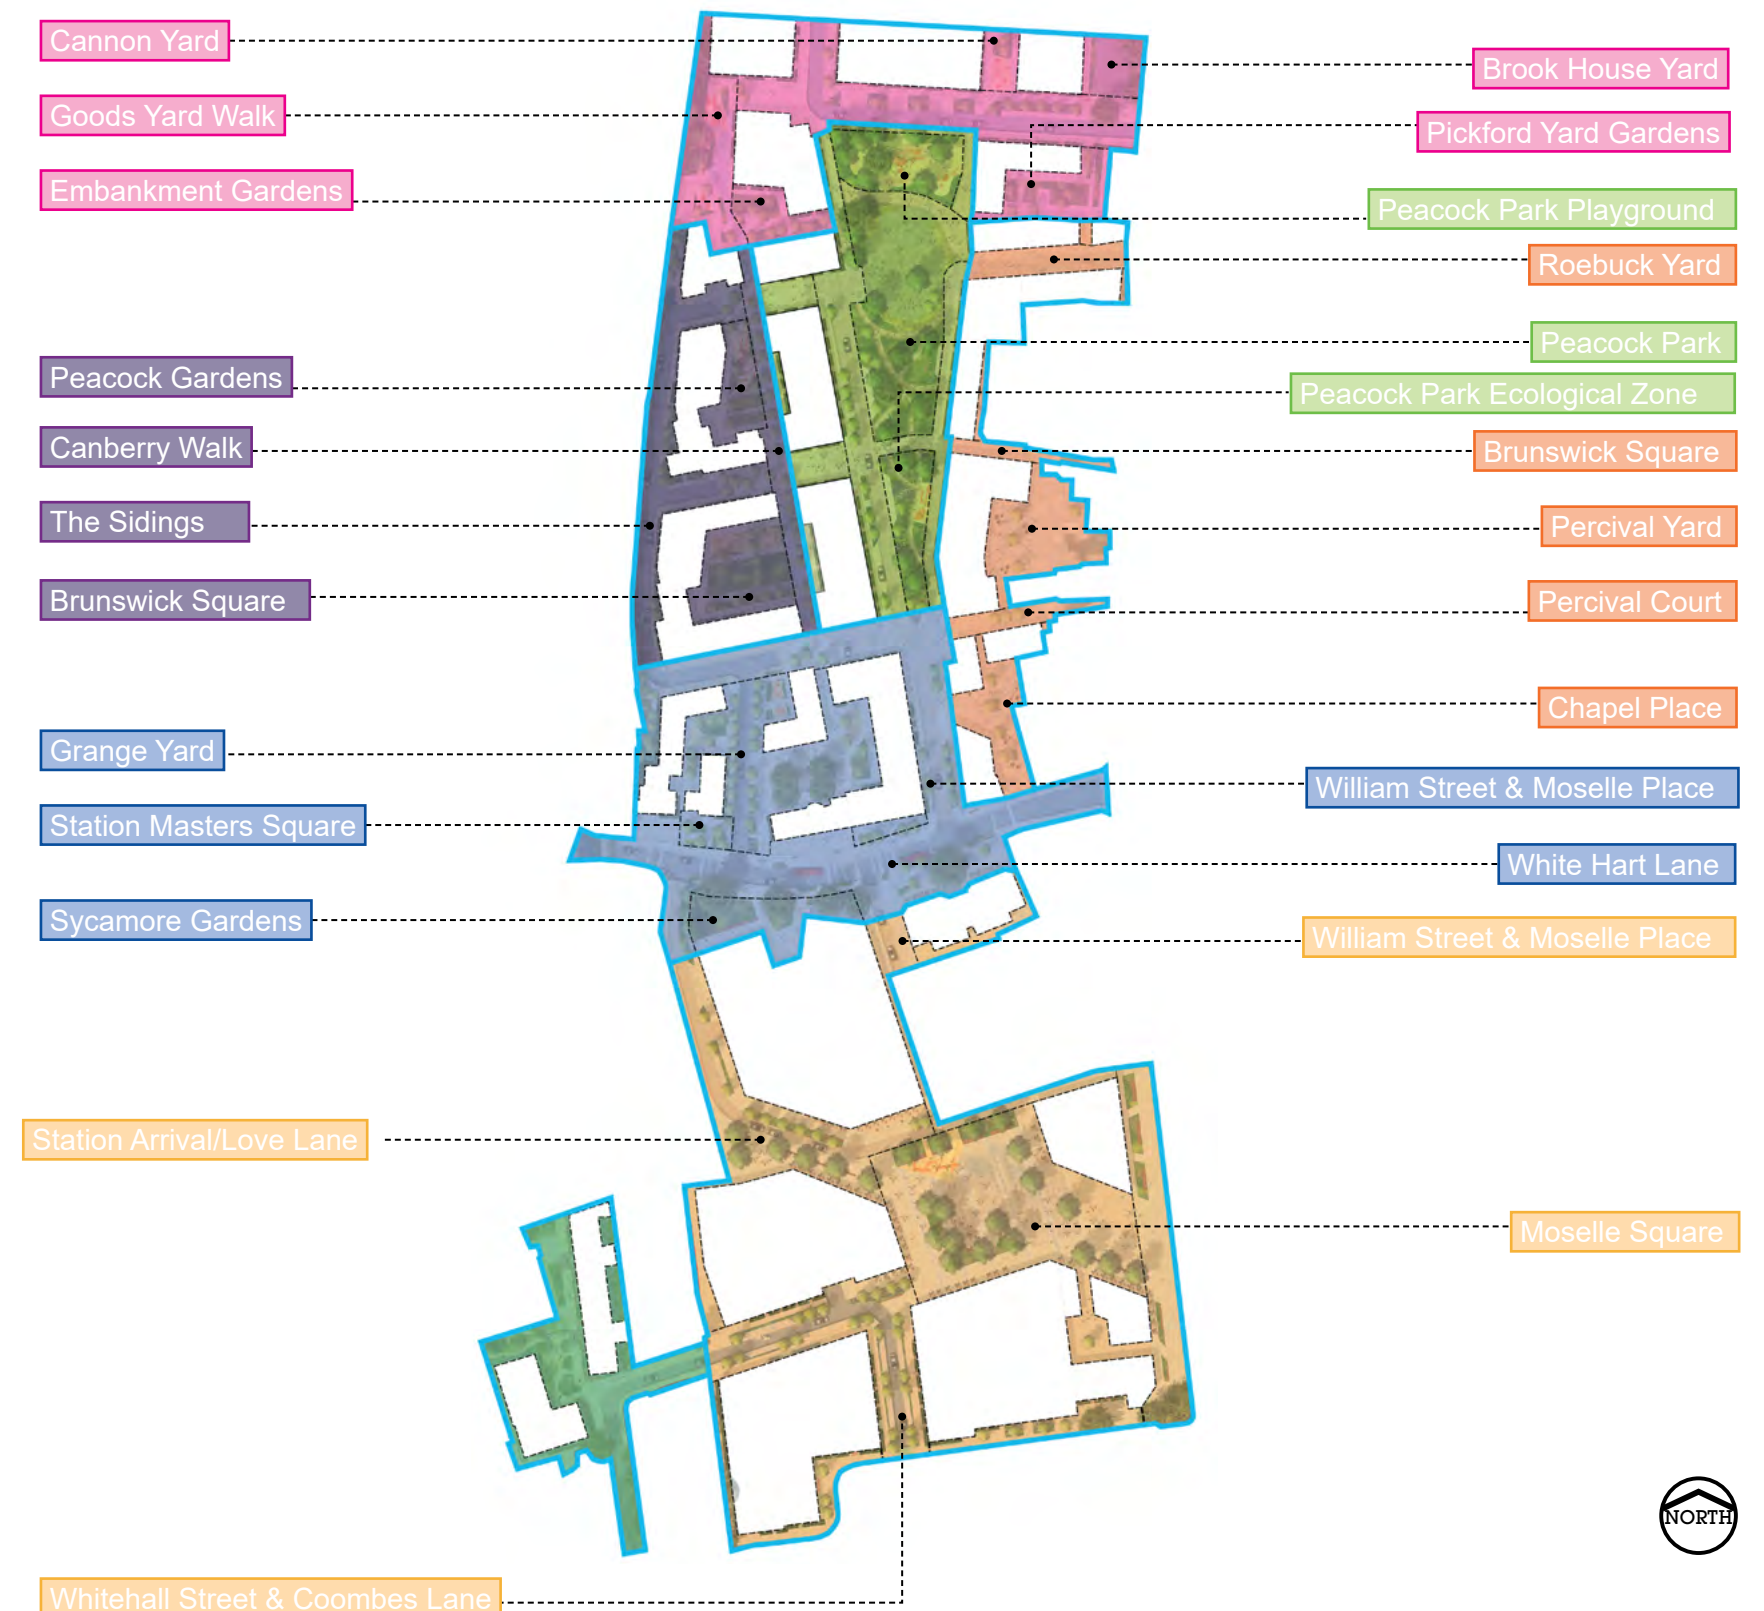 Cannon Yard
Goods Yard Walk
Embankment Gardens
Peacock Gardens
Canberry Walk
The Sidings
Brunswick Square
Grange Yard
Station Masters Square
Sycamore Gardens
Station Arrival/Love Lane
Whitehall Street & Coombes Lane
Brook House Yard
Pickford Yard Gardens
Peacock Park Playground
Roebuck Yard
Peacock Park
Peacock Park Ecological Zone
Brunswick Square
Percival Yard
Percival Court
Chapel Place
William Street & Moselle Place
White Hart Lane
William Street & Moselle Place
Moselle Square
NORTH